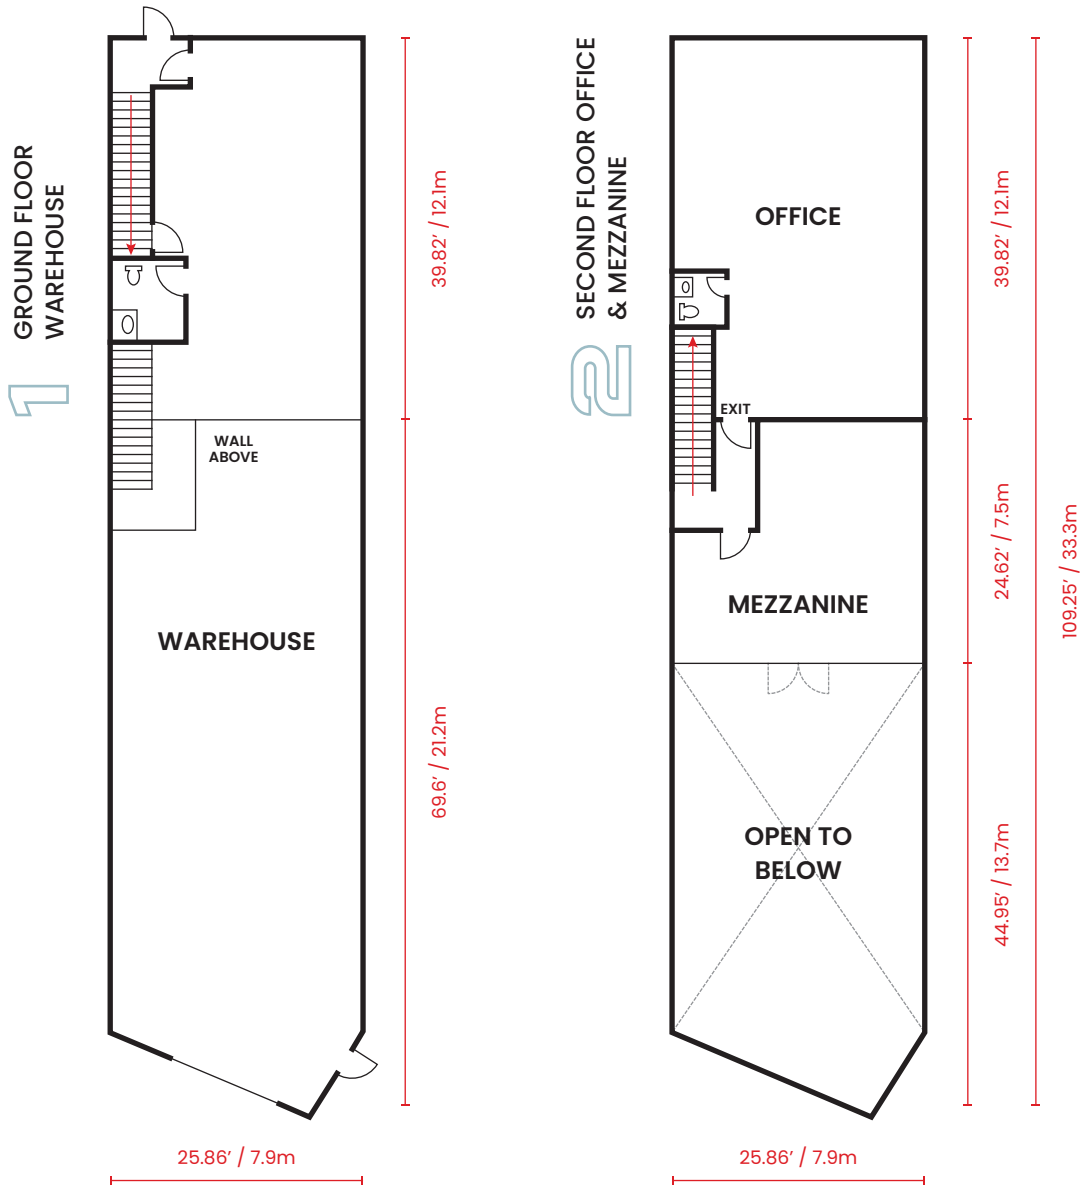 1
GROUND FLOOR
WAREHOUSE
39.82’ / 12.1m
WALL
ABOVE
WAREHOUSE
69.6’ / 21.2m
25.86’ / 7.9m
2
SECOND FLOOR OFFICE
& MEZZANINE
OFFICE
39.82’ / 12.1m
EXIT
MEZZANINE
24.62’ / 7.5m
109.25’ / 33.3m
OPEN TO
BELOW
44.95’ / 13.7m
25.86’ / 7.9m